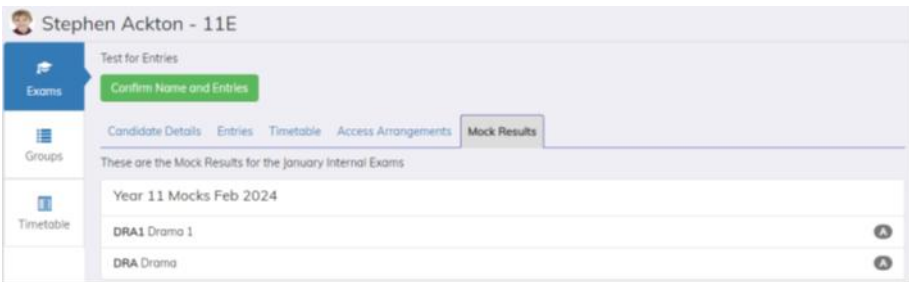 Stephen Ackton - 11E
Exams
Groups
Timetable
Test for Entries
Confirm Name and Entries
Candidate Details Entries Timetable Access Arrangements Mock Results
These are the Mock Results for the January Internal Exams
Year 11 Mocks Feb 2024
DRA1 Drama 1 A
DRA Drama A